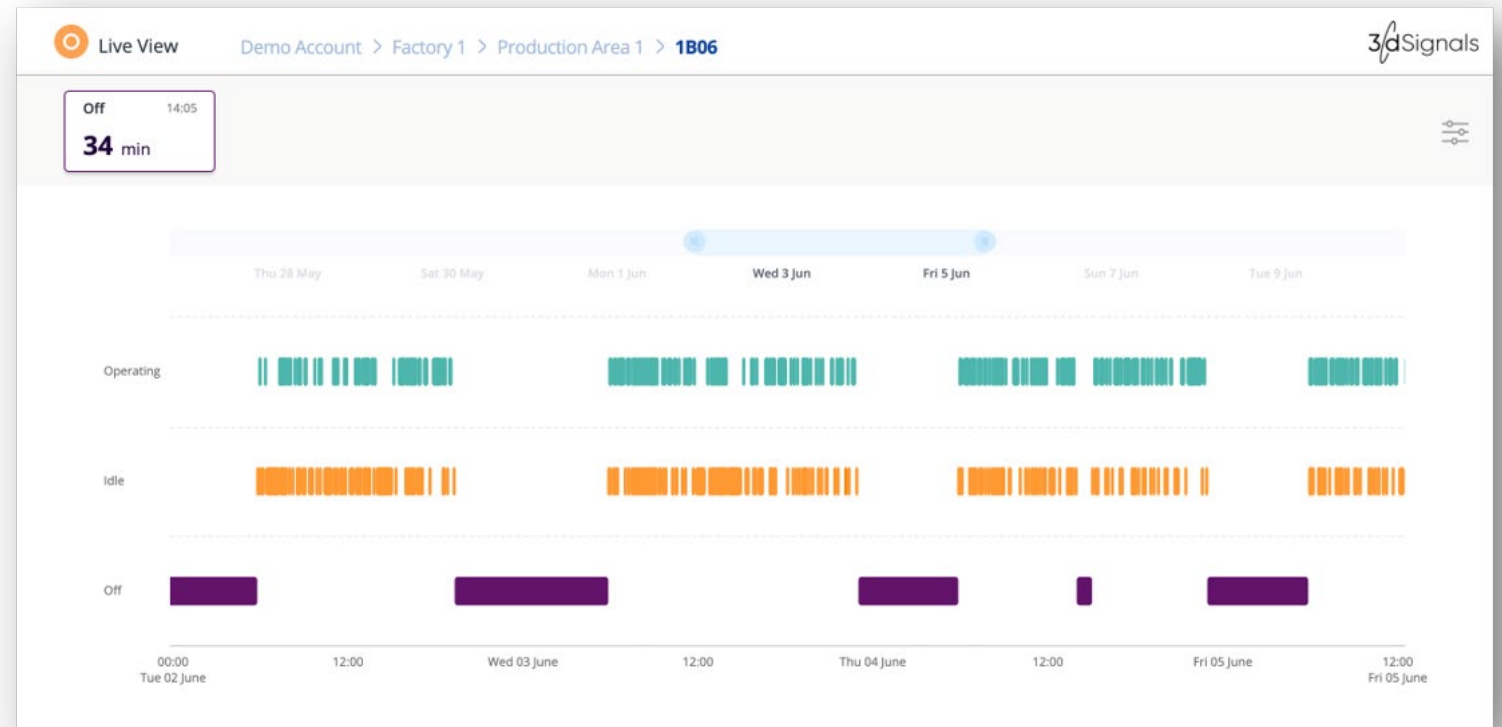 Live View
Demo Account > Factory 1 > Production Area 1 > 1B06
3dSignals
Off 14:05
34 min
Thu 28 May Sat 30 May Mon 1 Jun Wed 3 Jun Fri 5 Jun Sun 7 Jun Tue 9 Jun
Operating
Idle
Off
00:00 12:00 Wed 03 June 12:00 Thu 04 June 12:00 Fri 05 June 12:00
Tue 02 June Fri 05 June